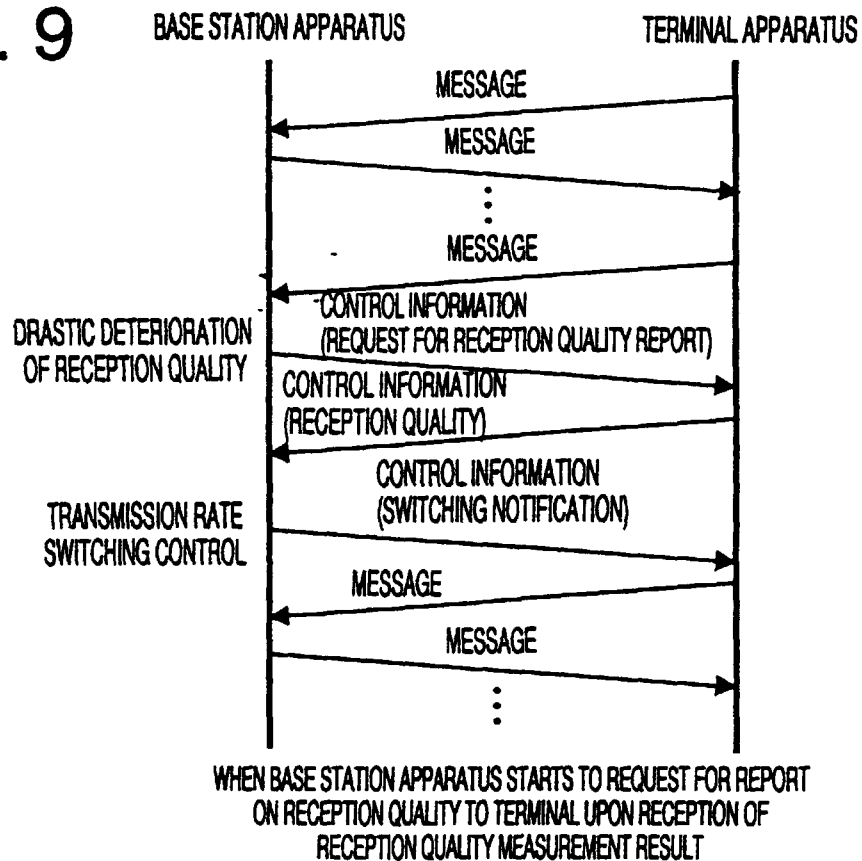 . 9
BASE STATION APPARATUS
TERMINAL APPARATUS
MESSAGE
MESSAGE
MESSAGE
CONTROL INFORMATION
(REQUEST FOR RECEPTION QUALITY REPORT)
DRASTIC DETERIORATION
OF RECEPTION QUALITY
CONTROL INFORMATION
(RECEPTION QUALITY)
CONTROL INFORMATION
(SWITCHING NOTIFICATION)
TRANSMISSION RATE
SWITCHING CONTROL
MESSAGE
MESSAGE
WHEN BASE STATION APPARATUS STARTS TO REQUEST FOR REPORT
ON RECEPTION QUALITY TO TERMINAL UPON RECEPTION OF
RECEPTION QUALITY MEASUREMENT RESULT